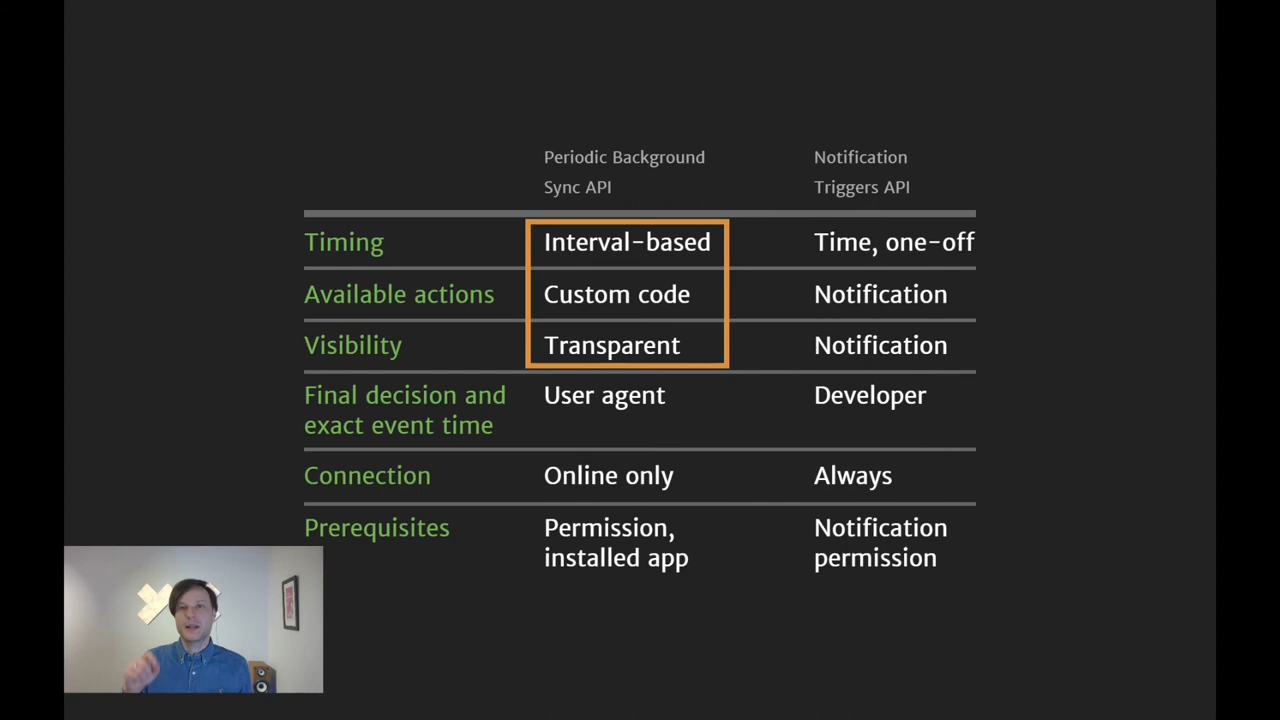 Periodic Background
Sync API
Notification
Triggers API
Timing
Interval-based
Time, one-off
Available actions
Custom code
Notification
Visibility
Transparent
Notification
Final decision and
exact event time
User agent
Developer
Connection
Online only
Always
Prerequisites
Permission,
installed app
Notification
permission